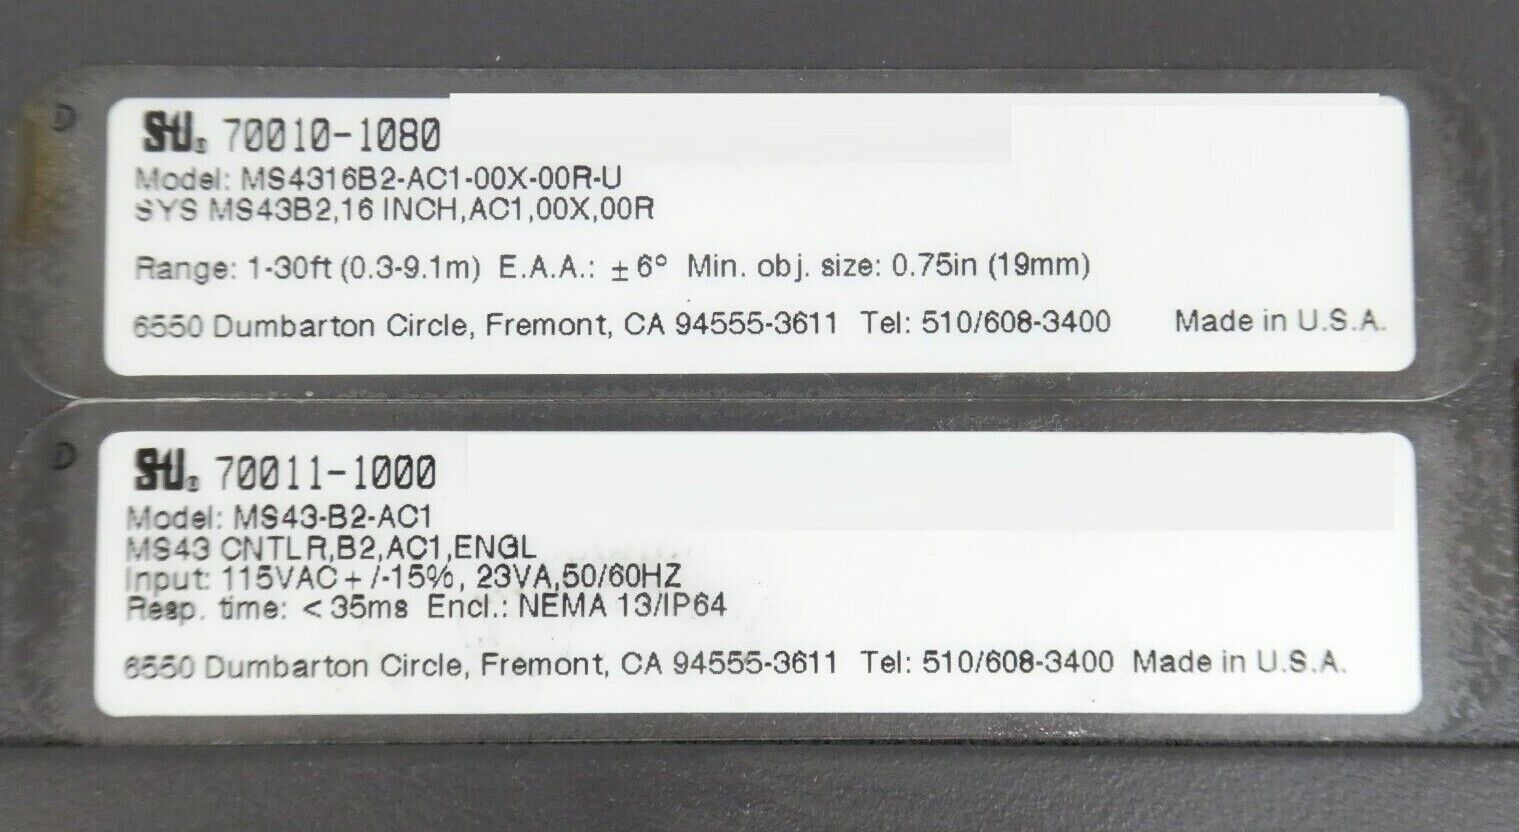 D
STI® 70010-1080
Model: MS4316B2-AC1-00X-00R-U
SYS MS43B2,16 INCH,AC1,00X,00R
Range: 1-30ft (0.3-9.1m) E.A.A.: ± 6° Min. obj. size: 0.75in (19mm)
6550 Dumbarton Circle, Fremont, CA 94555-3611 Tel: 510/608-3400 Made in U.S.A.
D
STI® 70011-1000
Model: MS43-B2-AC1
MS43 CNTLR,B2,AC1,ENGL
Input: 115VAC + /-15%, 23VA,50/60HZ
Resp. time: < 35ms Encl.: NEMA 13/IP64
6550 Dumbarton Circle, Fremont, CA 94555-3611 Tel: 510/608-3400 Made in U.S.A.